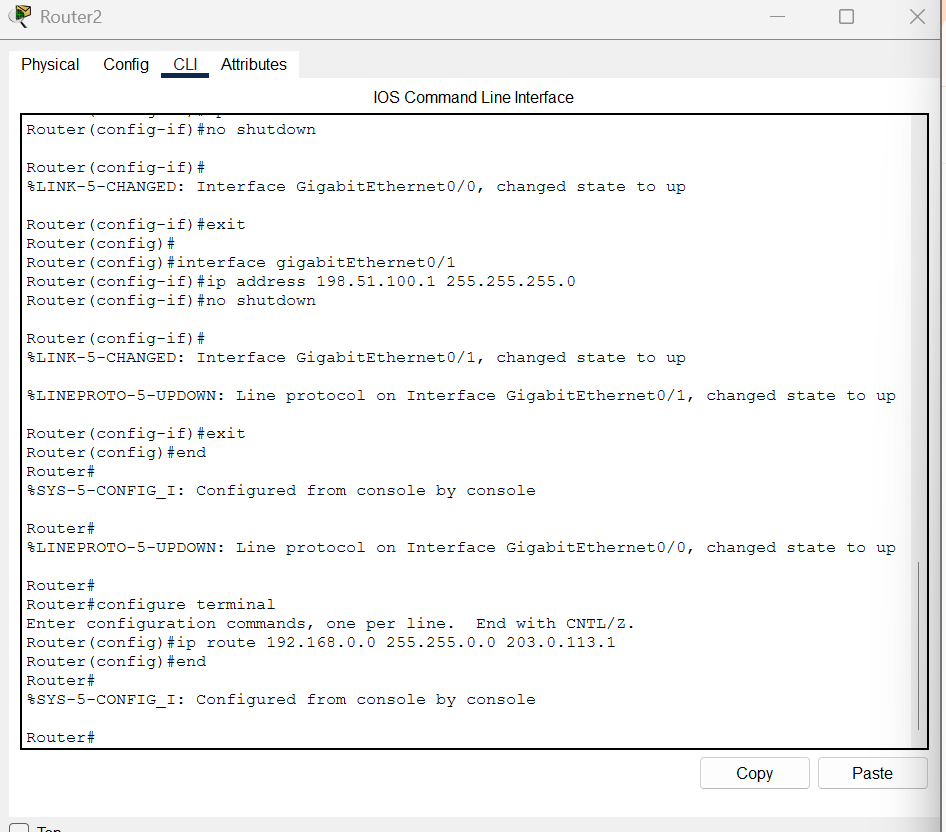 Router2
Physical Config CLI Attributes
IOS Command Line Interface
Router(config-if)#no shutdown
Router(config-if)#
%LINK-5-CHANGED: Interface GigabitEthernet0/0, changed state to up
Router(config-if)#exit
Router(config)#
Router(config)#interface gigabitEthernet0/1
Router(config-if)#ip address 198.51.100.1 255.255.255.0
Router(config-if)#no shutdown
Router(config-if)#
%LINK-5-CHANGED: Interface GigabitEthernet0/1, changed state to up
%LINEPROTO-5-UPDOWN: Line protocol on Interface GigabitEthernet0/1, changed state to up
Router(config-if)#exit
Router(config)#end
Router#
%SYS-5-CONFIG_I: Configured from console by console
Router#
%LINEPROTO-5-UPDOWN: Line protocol on Interface GigabitEthernet0/0, changed state to up
Router#
Router#configure terminal
Enter configuration commands, one per line.  End with CNTL/Z.
Router(config)#ip route 192.168.0.0 255.255.0.0 203.0.113.1
Router(config)#end
Router#
%SYS-5-CONFIG_I: Configured from console by console
Router#
Copy Paste
Top